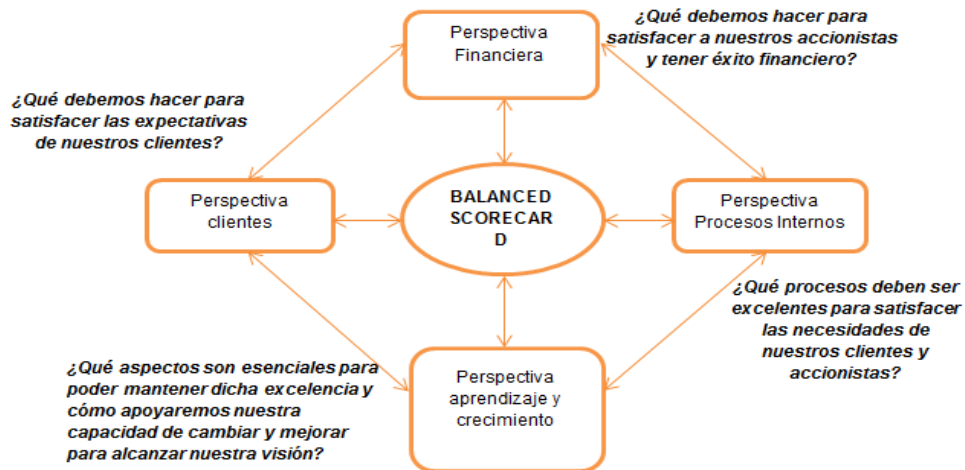 Perspectiva
Financiera
¿Qué debemos hacer para
satisfacer a nuestros accionistas
y tener éxito financiero?
¿Qué debemos hacer para
satisfacer las expectativas
de nuestros clientes?
Perspectiva
clientes
BALANCED
SCORECAR
D
Perspectiva
Procesos Internos
¿Qué procesos deben ser
excelentes para satisfacer
las necesidades de
nuestros clientes y
accionistas?
¿Qué aspectos son esenciales para
poder mantener dicha excelencia y
cómo apoyaremos nuestra
capacidad de cambiar y mejorar
para alcanzar nuestra visión?
Perspectiva
aprendizaje y
crecimiento